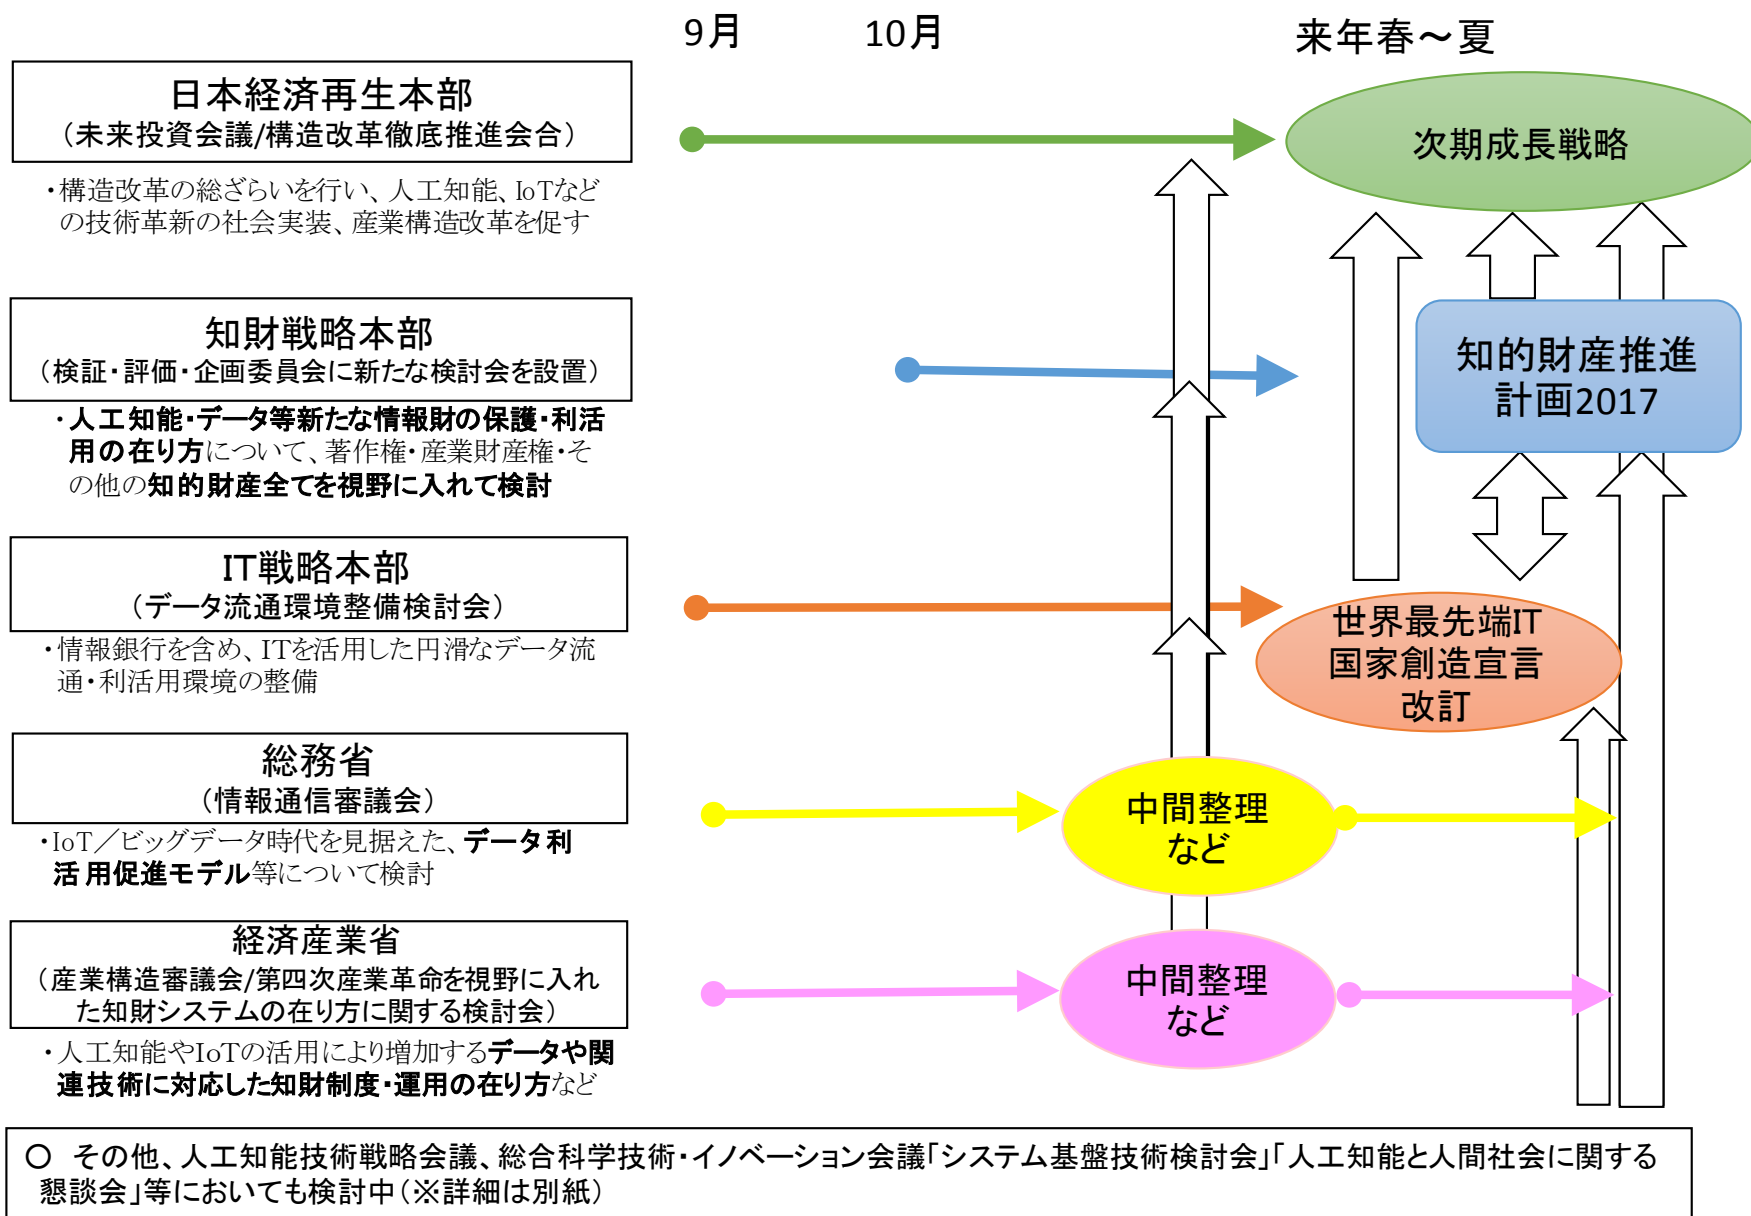 9月 10月 来年春～夏
日本経済再生本部
（未来投資会議/構造改革徹底推進会合）
・構造改革の総ざらいを行い、人工知能、IoTなど
の技術革新の社会実装、産業構造改革を促す
次期成長戦略
知財戦略本部
（検証・評価・企画委員会に新たな検討会を設置）
・人工知能・データ等新たな情報財の保護・利活
用の在り方について、著作権・産業財産権・そ
の他の知的財産全てを視野に入れて検討
知的財産推進
計画2017
IT戦略本部
（データ流通環境整備検討会）
・情報銀行を含め、ITを活用した円滑なデータ流
通・利活用環境の整備
世界最先端IT
国家創造宣言
改訂
総務省
（情報通信審議会）
・IoT／ビッグデータ時代を見据えた、データ利
活用促進モデル等について検討
中間整理
など
経済産業省
（産業構造審議会/第四次産業革命を視野に入れ
た知財システムの在り方に関する検討会）
・人工知能やIoTの活用により増加するデータや関
連技術に対応した知財制度・運用の在り方など
中間整理
など
○　その他、人工知能技術戦略会議、総合科学技術・イノベーション会議「システム基盤技術検討会」「人工知能と人間社会に関する
懇談会」等においても検討中（※詳細は別紙）